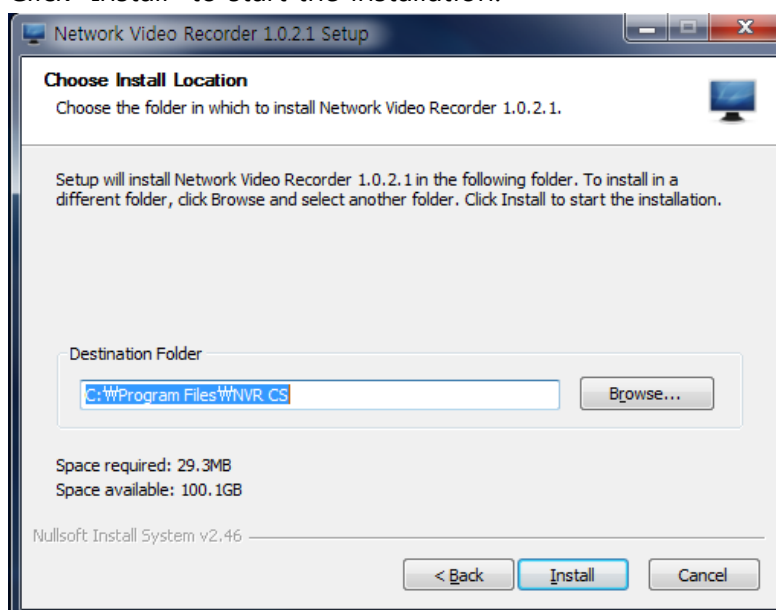 Click "Install" to start the installation.
Network Video Recorder 1.0.2.1 Setup
Choose Install Location
Choose the folder in which to install Network Video Recorder 1.0.2.1.
Setup will install Network Video Recorder 1.0.2.1 in the following folder. To install in a
different folder, click Browse and select another folder. Click Install to start the installation.
Destination Folder
C:₩Program Files₩NVR CS
Browse...
Space required: 29.3MB
Space available: 100.1GB
Nullsoft Install System v2.46
< Back
Install
Cancel